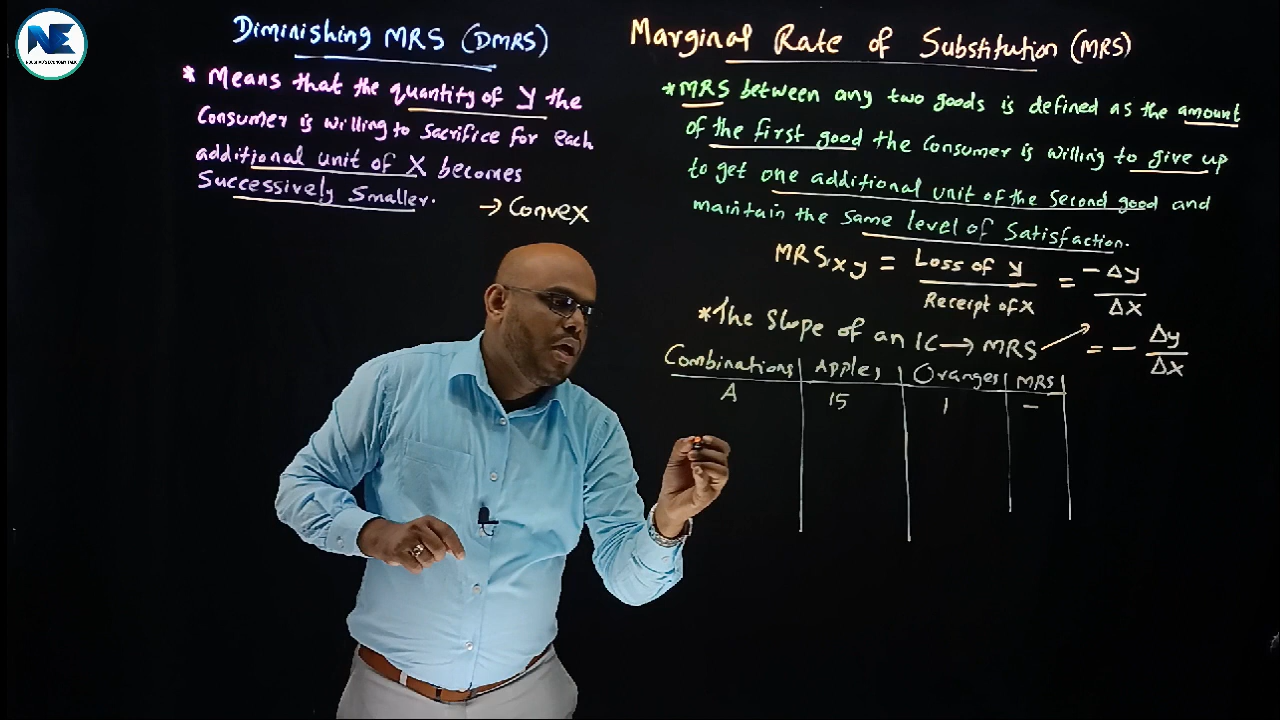 NE
Diminishing MRS (DMRS)
* Means that the quantity of y the
Consumer is willing to sacrifice for each
additional unit of X becomes
Successively Smaller.
→ Convex
Marginal Rate of Substitution (MRS)
* MRS between any two goods is defined as the amount
of the first good the Consumer is willing to give up
to get one additional unit of the second good and
maintain the same level of Satisfaction.
MRSxy = Loss of y / Receipt of X = -Δy / Δx
* The Slope of an IC → MRS = - Δy / Δx
Combinations Apples Oranges MRS
A 15 1 -